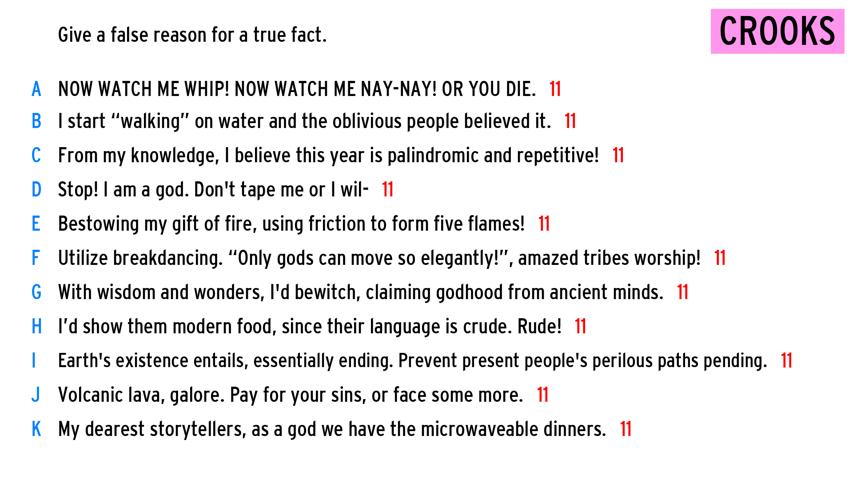 Give a false reason for a true fact.
CROOKS
A NOW WATCH ME WHIP! NOW WATCH ME NAY-NAY! OR YOU DIE. 11
B I start “walking” on water and the oblivious people believed it. 11
C From my knowledge, I believe this year is palindromic and repetitive! 11
D Stop! I am a god. Don't tape me or I wil- 11
E Bestowing my gift of fire, using friction to form five flames! 11
F Utilize breakdancing. “Only gods can move so elegantly!”, amazed tribes worship! 11
G With wisdom and wonders, I'd bewitch, claiming godhood from ancient minds. 11
H I’d show them modern food, since their language is crude. Rude! 11
I Earth's existence entails, essentially ending. Prevent present people's perilous paths pending. 11
J Volcanic lava, galore. Pay for your sins, or face some more. 11
K My dearest storytellers, as a god we have the microwaveable dinners. 11